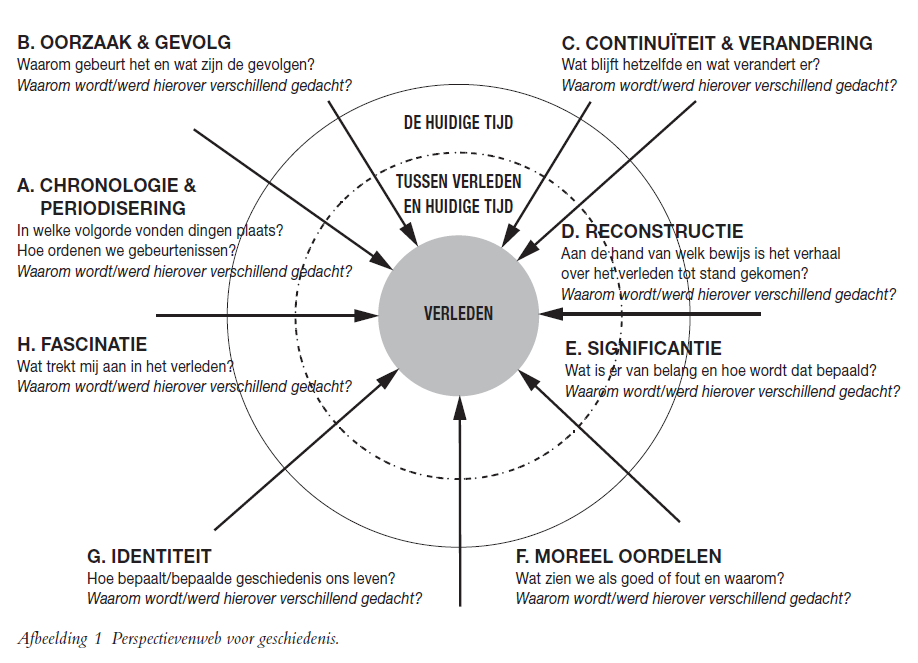 B. OORZAAK & GEVOLG
Waarom gebeurt het en wat zijn de gevolgen?
Waarom wordt/werd hierover verschillend gedacht?
C. CONTINUÏTEIT & VERANDERING
Wat blijft hetzelfde en wat verandert er?
Waarom wordt/werd hierover verschillend gedacht?
DE HUIDIGE TIJD
TUSSEN VERLEDEN
EN HUIDIGE TIJD
VERLEDEN
A. CHRONOLOGIE &
PERIODISERING
In welke volgorde vonden dingen plaats?
Hoe ordenen we gebeurtenissen?
Waarom wordt/werd hierover verschillend gedacht?
D. RECONSTRUCTIE
Aan de hand van welk bewijs is het verhaal
over het verleden tot stand gekomen?
Waarom wordt/werd hierover verschillend gedacht?
H. FASCINATIE
Wat trekt mij aan in het verleden?
Waarom wordt/werd hierover verschillend gedacht?
E. SIGNIFICANTIE
Wat is er van belang en hoe wordt dat bepaald?
Waarom wordt/werd hierover verschillend gedacht?
G. IDENTITEIT
Hoe bepaalt/bepaalde geschiedenis ons leven?
Waarom wordt/werd hierover verschillend gedacht?
F. MOREEL OORDELEN
Wat zien we als goed of fout en waarom?
Waarom wordt/werd hierover verschillend gedacht?
Afbeelding 1 Perspectievenweb voor geschiedenis.